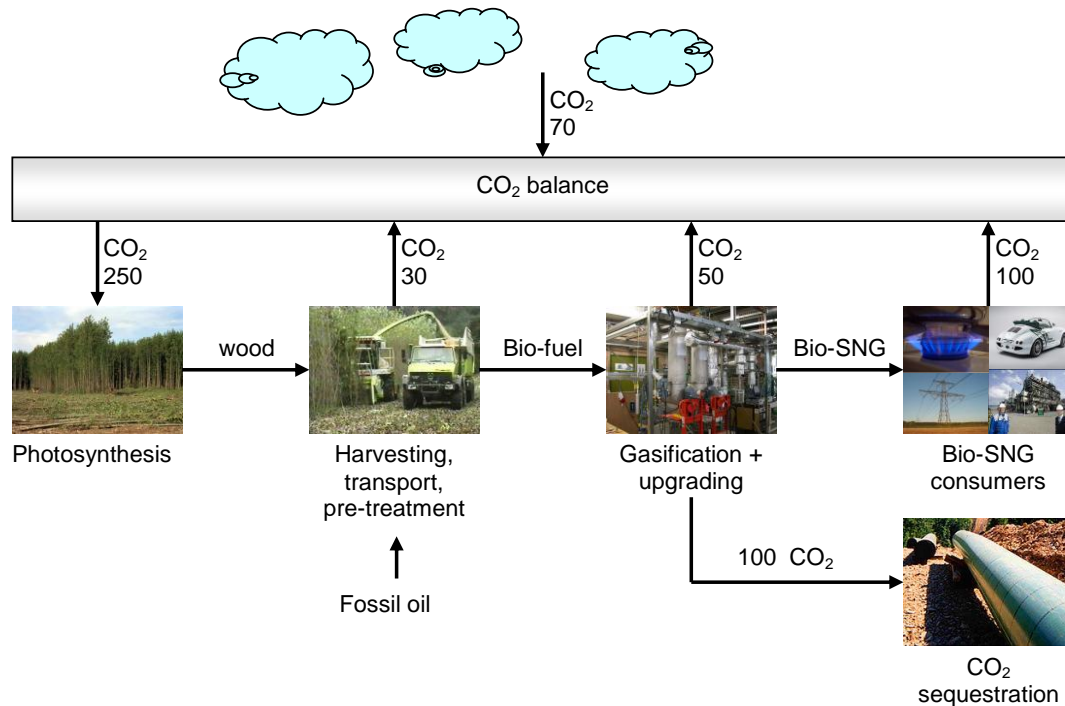 CO₂
70
CO₂ balance
CO₂
250
CO₂
30
CO₂
50
CO₂
100
wood
Bio-fuel
Bio-SNG
Photosynthesis
Harvesting,
transport,
pre-treatment
Gasification +
upgrading
Bio-SNG
consumers
100 CO₂
Fossil oil
CO₂
sequestration